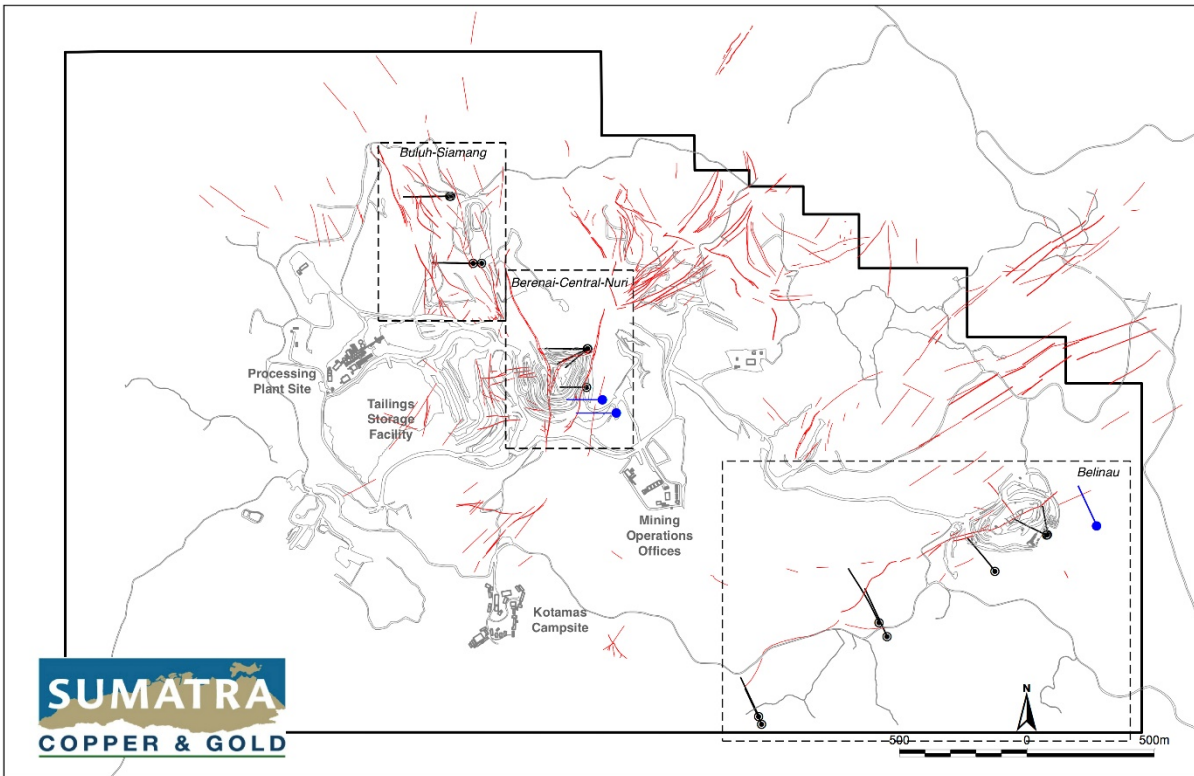 Buluh-Siamang
Berenai-Central-Nuri
Processing
Plant Site
Tailings
Storage
Facility
Belinau
Mining
Operations
Offices
Kotamas
Campsite
N
500
0
500m
SUMATRA
COPPER & GOLD